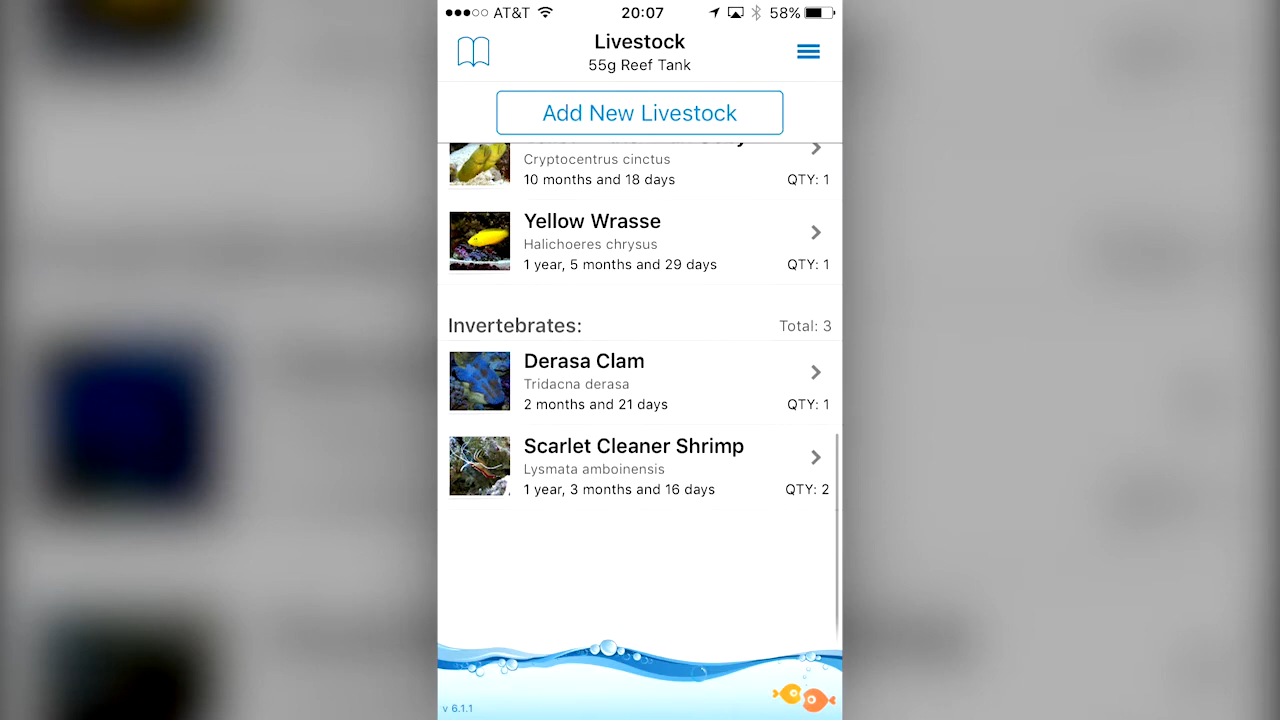 AT&T 20:07 58%
Livestock
55g Reef Tank
Add New Livestock
Cryptocentrus cinctus
10 months and 18 days QTY: 1
Yellow Wrasse
Halichoeres chrysus
1 year, 5 months and 29 days QTY: 1
Invertebrates: Total: 3
Derasa Clam
Tridacna derasa
2 months and 21 days QTY: 1
Scarlet Cleaner Shrimp
Lysmata amboinensis
1 year, 3 months and 16 days QTY: 2
v 6.1.1